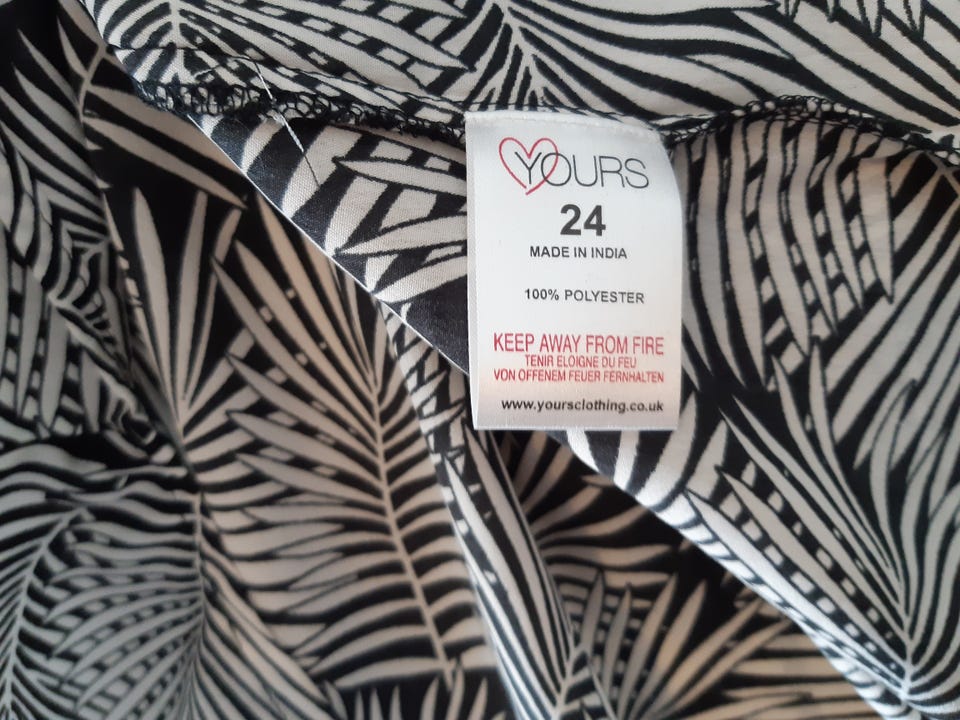 YOURS
24
MADE IN INDIA
100% POLYESTER
KEEP AWAY FROM FIRE
TENIR ELOIGNE DU FEU
VON OFFENEM FEUER FERNHALTEN
www.yoursclothing.co.uk